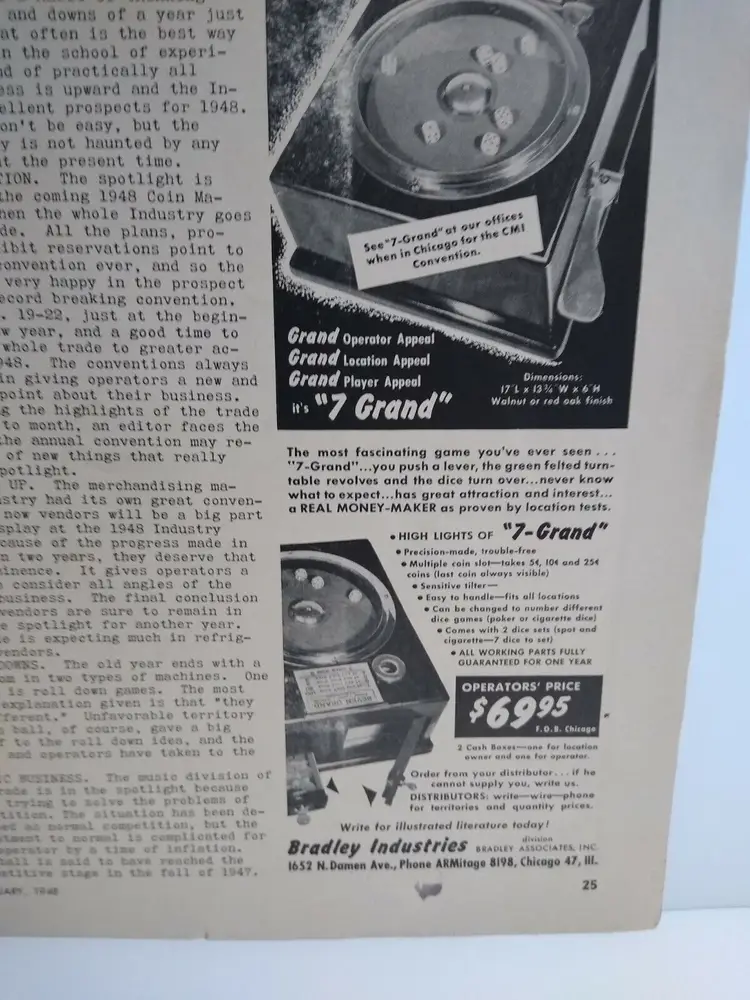 and downs of a year just
at often is the best way
n the school of experi-
d of practically all
ess is upward and the In-
ellent prospects for 1948.
on't be easy, but the
y is not haunted by any
t the present time.
TION. The spotlight is
the coming 1948 Coin Ma-
hen the whole Industry goes
de. All the plans, pro-
ibit reservations point to
convention ever, and so the
very happy in the prospect
ecord breaking convention.
. 19-22, just at the begin-
w year, and a good time to
whole trade to greater ac-
948. The conventions always
in giving operators a new and
point about their business.
g the highlights of the trade
to month, an editor faces the
the annual convention may re-
of new things that really
potlight.
UP. The merchandising ma-
stry had its own great conven-
now vendors will be a big part
splay at the 1948 Industry
cause of the progress made in
n two years, they deserve that
inence. It gives operators a
consider all angles of the
business. The final conclusion
vendors are sure to remain in
e spotlight for another year.
e is expecting much in refrig-
vendors.
DOWNS. The old year ends with a
om in two types of machines. One
is roll down games. The most
explanation given is that "they
fferent." Unfavorable territory
ball, of course, gave a big
f to the roll down idea, and the
and operators have taken to the
IC BUSINESS. The music division of
rade is in the spotlight because
trying to solve the problems of
tition. The situation has been de-
ed as normal competition, but the
tment to normal is complicated for
operator by a time of inflation.
hall is said to have reached the
etitive stage in the fall of 1947.
UARY, 1948
See "7-Grand" at our offices
when in Chicago for the CMI
Convention.
Grand Operator Appeal
Grand Location Appeal
Grand Player Appeal
it's "7 Grand"
Dimensions:
17"L x 13¾"W x 6"H
Walnut or red oak finish
The most fascinating game you've ever seen ...
"7-Grand"...you push a lever, the green felted turn-
table revolves and the dice turn over...never know
what to expect...has great attraction and interest...
a REAL MONEY-MAKER as proven by location tests.
• HIGH LIGHTS OF "7-Grand"
• Precision-made, trouble-free
• Multiple coin slot—takes 5¢, 10¢ and 25¢
coins (last coin always visible)
• Sensitive tilter—
• Easy to handle—fits all locations
• Can be changed to number different
dice games (poker or cigarette dice)
• Comes with 2 dice sets (spot and
cigarette—7 dice to set)
• ALL WORKING PARTS FULLY
GUARANTEED FOR ONE YEAR
OPERATORS' PRICE
$69.95
F.O.B. Chicago
2 Cash Boxes—one for location
owner and one for operator.
Order from your distributor...if he
cannot supply you, write us.
DISTRIBUTORS: write—wire—phone
for territories and quantity prices.
Write for illustrated literature today!
Bradley Industries division BRADLEY ASSOCIATES, INC.
1652 N. Damen Ave., Phone ARMitage 8198, Chicago 47, Ill.
25